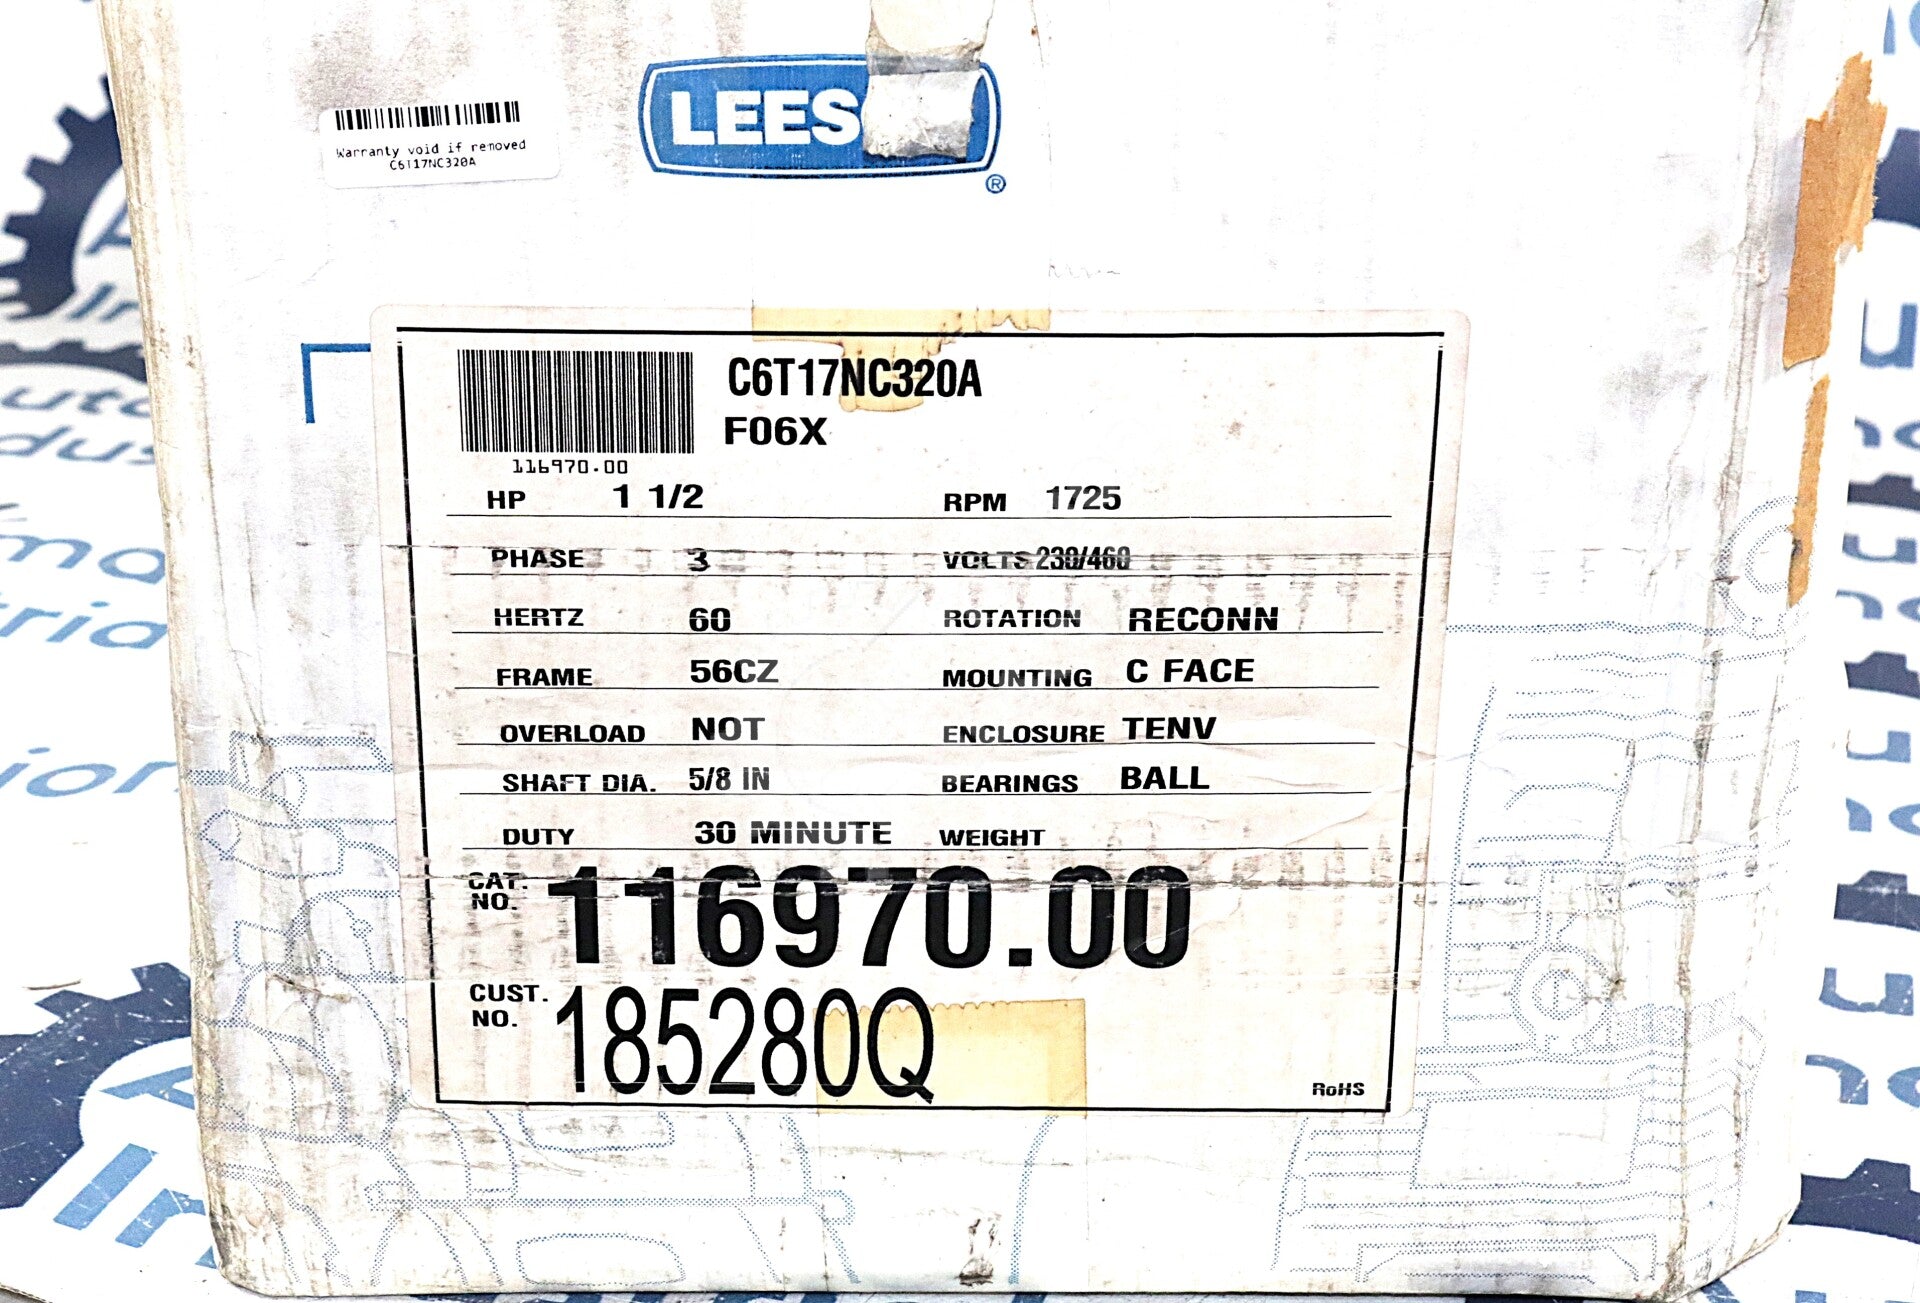 Warranty void if removed
C6T17NC320A
LEES
®
C6T17NC320A
F06X
116970.00
HP 1 1/2 RPM 1725
PHASE 3 VOLTS 230/460
HERTZ 60 ROTATION RECONN
FRAME 56CZ MOUNTING C FACE
OVERLOAD NOT ENCLOSURE TENV
SHAFT DIA. 5/8 IN BEARINGS BALL
DUTY 30 MINUTE WEIGHT
CAT. NO. 116970.00
CUST. NO. 185280Q
RoHS